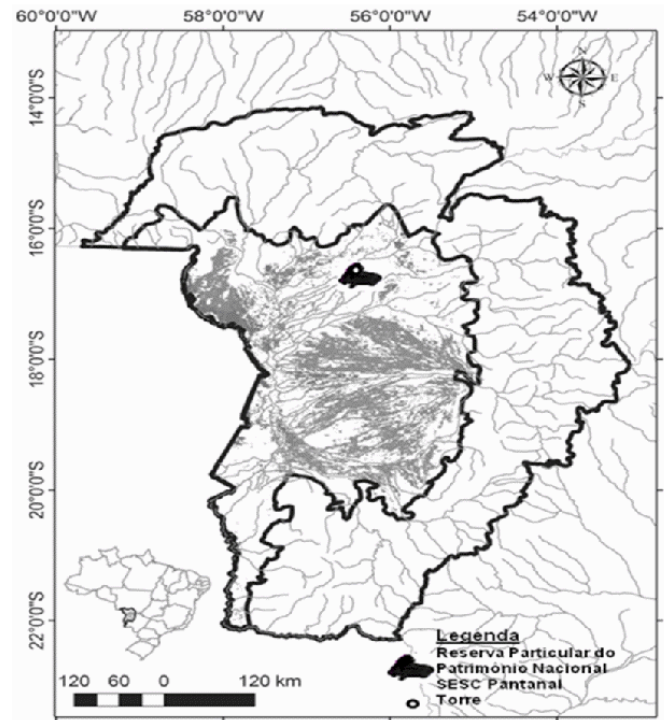 60°0'0"W 58°0'0"W 56°0'0"W 54°0'0"W
N
W E
S
14°0'0"S
16°0'0"S
18°0'0"S
20°0'0"S
22°0'0"S
Legenda
Reserva Particular do
Patrimônio Nacional
SESC Pantanal
Torre
120 60 0 120 km